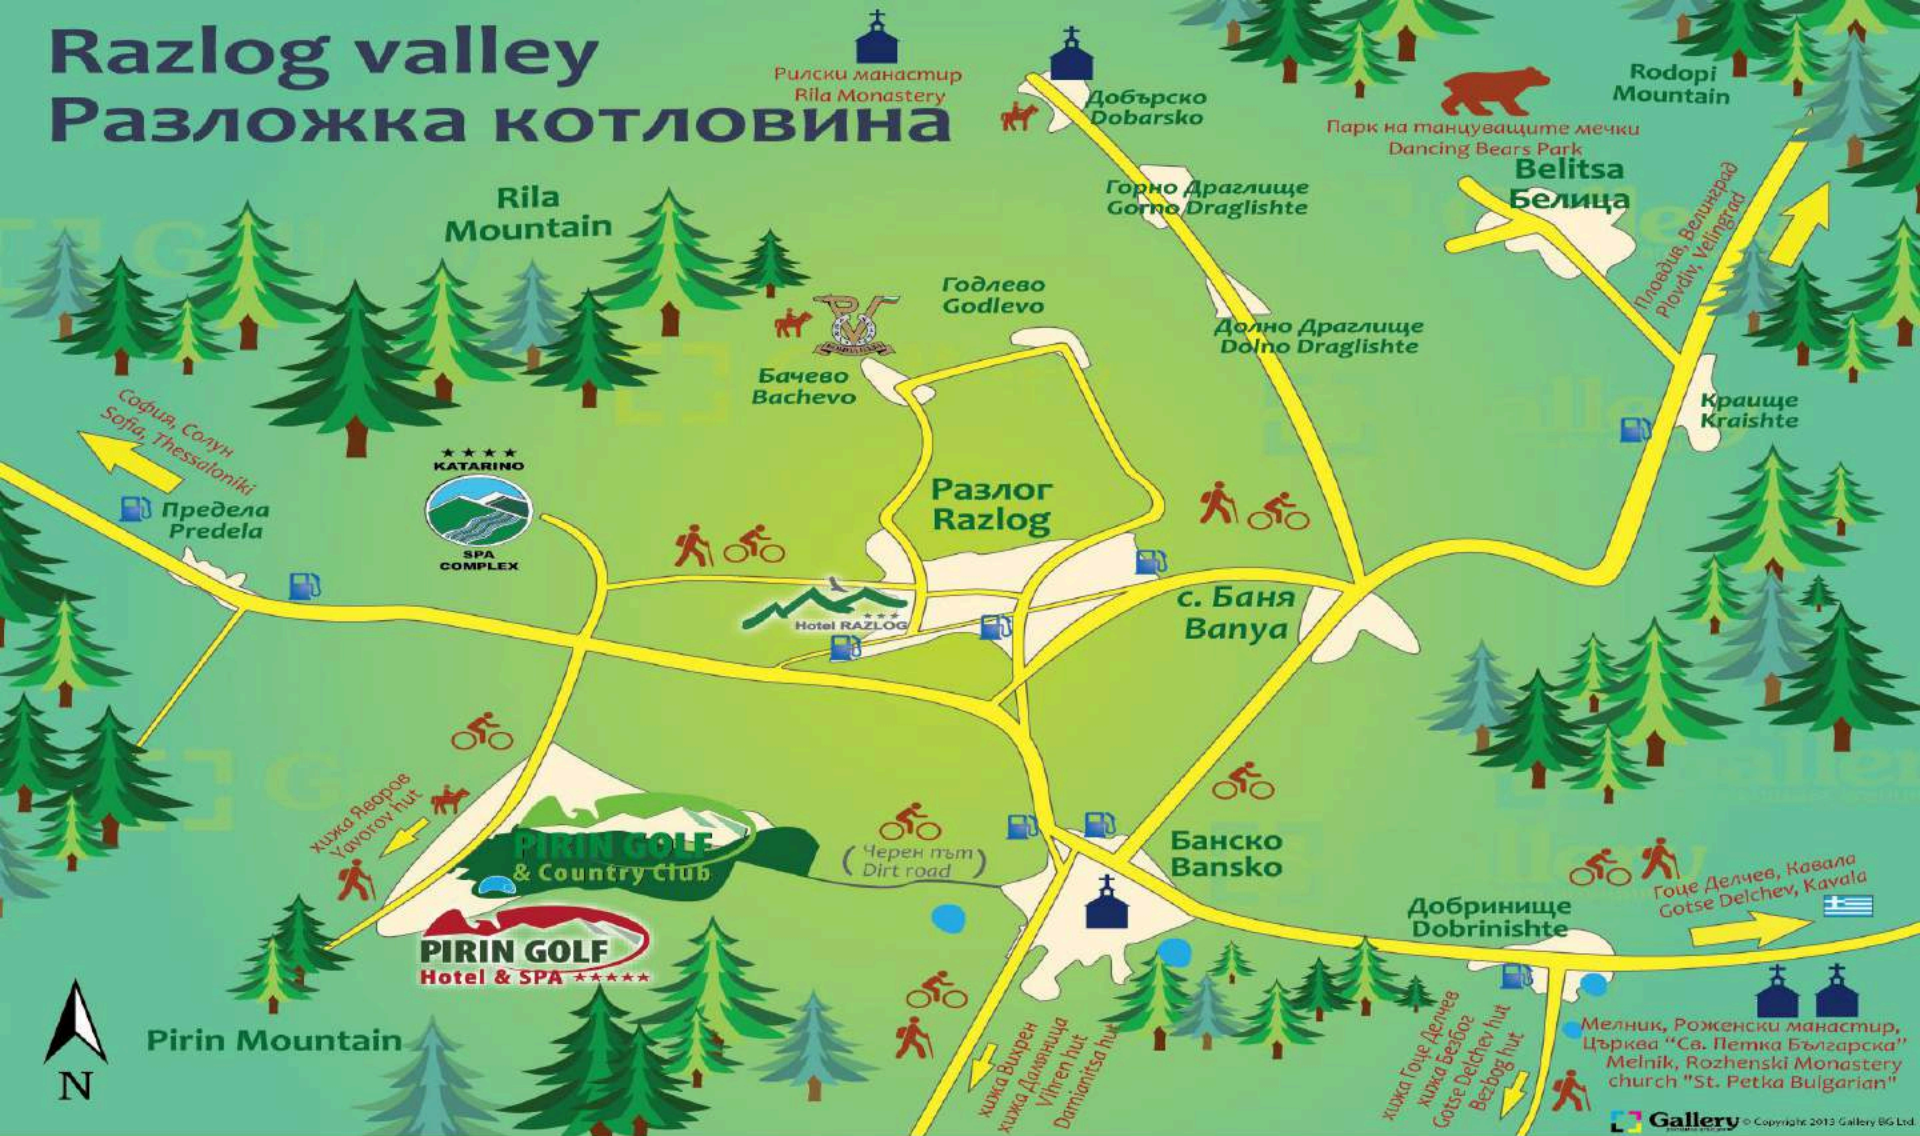 Razlog valley
Разложка котловина
Рилски манастир
Rila Monastery
Добърско
Dobarsko
Rodopi
Mountain
Парк на танцуващите мечки
Dancing Bears Park
Belitsa
Белица
Горно Драглище
Gorno Draglishte
Rila
Mountain
Пловдив, Велинград
Plovdiv, Velingrad
Годлево
Godlevo
Долно Драглище
Dolno Draglishte
Бачево
Bachevo
Краище
Kraishte
София, Солун
Sofia, Thessaloniki
KATARINO
SPA
COMPLEX
Предела
Predela
Разлог
Razlog
Hotel RAZLOG
с. Баня
Banya
хижа Яворов
Yavorov hut
PIRIN GOLF
& Country Club
(Черен път)
Dirt road
Банско
Bansko
PIRIN GOLF
Hotel & SPA
Добринище
Dobrinishte
Гоце Делчев, Кавала
Gotse Delchev, Kavala
Pirin Mountain
N
хижа Вихрен
хижа Дамяница
Vihren hut
Damianitsa hut
хижа Гоце Делчев
хижа Безбог
Gotse Delchev hut
Bezbog hut
Мелник, Роженски манастир,
Църква "Св. Петка Българска"
Melnik, Rozhenski Monastery
church "St. Petka Bulgarian"
Gallery © Copyright 2013 Gallery BG Ltd.